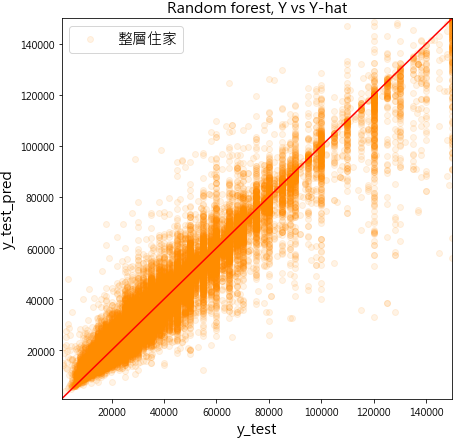 Random forest, Y vs Y-hat
整層住家
140000
120000
100000
80000
60000
40000
20000
y_test_pred
20000 40000 60000 80000 100000 120000 140000
y_test